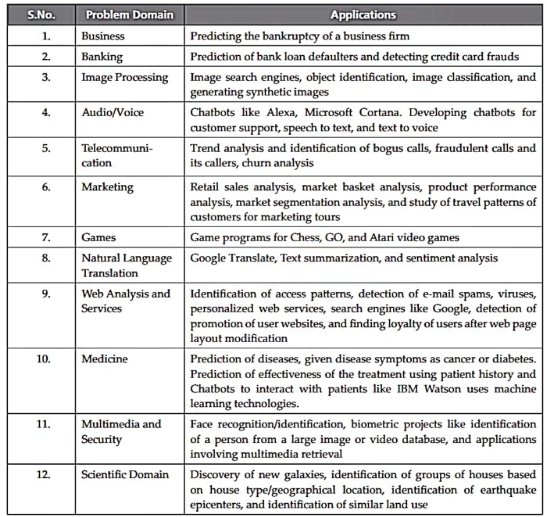 S.No. Problem Domain Applications
1. Business Predicting the bankruptcy of a business firm
2. Banking Prediction of bank loan defaulters and detecting credit card frauds
3. Image Processing Image search engines, object identification, image classification, and
generating synthetic images
4. Audio/Voice Chatbots like Alexa, Microsoft Cortana. Developing chatbots for
customer support, speech to text, and text to voice
5. Telecommuni- Trend analysis and identification of bogus calls, fraudulent calls and
cation its callers, churn analysis
6. Marketing Retail sales analysis, market basket analysis, product performance
analysis, market segmentation analysis, and study of travel patterns of
customers for marketing tours
7. Games Game programs for Chess, GO, and Atari video games
8. Natural Language Google Translate, Text summarization, and sentiment analysis
Translation
9. Web Analysis and Identification of access patterns, detection of e-mail spams, viruses,
Services personalized web services, search engines like Google, detection of
promotion of user websites, and finding loyalty of users after web page
layout modification
10. Medicine Prediction of diseases, given disease symptoms as cancer or diabetes.
Prediction of effectiveness of the treatment using patient history and
Chatbots to interact with patients like IBM Watson uses machine
learning technologies.
11. Multimedia and Face recognition/identification, biometric projects like identification
Security of a person from a large image or video database, and applications
involving multimedia retrieval
12. Scientific Domain Discovery of new galaxies, identification of groups of houses based
on house type/geographical location, identification of earthquake
epicenters, and identification of similar land use